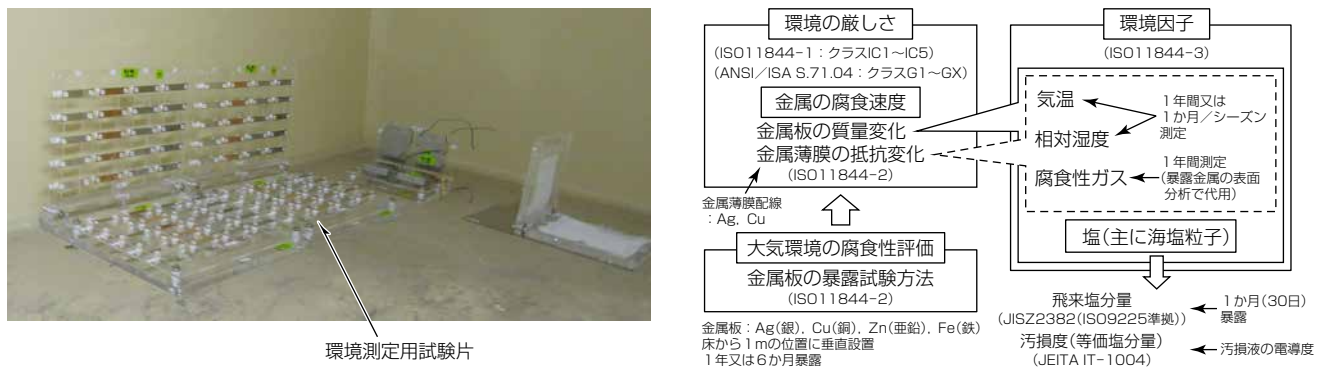 環境測定用試験片
環境の厳しさ
(ISO11844-1：クラスIC1～IC5)
(ANSI／ISA S.71.04：クラスG1～GX)
金属の腐食速度
金属板の質量変化
金属薄膜の抵抗変化
(ISO11844-2)
金属薄膜配線
：Ag, Cu
大気環境の腐食性評価
金属板の暴露試験方法
(ISO11844-2)
金属板：Ag(銀), Cu(銅), Zn(亜鉛), Fe(鉄)
床から1mの位置に垂直設置
1年又は6か月暴露
環境因子
(ISO11844-3)
気温
相対湿度
1年間又は
1か月／シーズン
測定
腐食性ガス
1年間測定
(暴露金属の表面
分析で代用)
塩(主に海塩粒子)
飛来塩分量
(JISZ2382(ISO9225準拠))
1か月(30日)
暴露
汚損度(等価塩分量)
(JEITA IT-1004)
汚損液の電導度